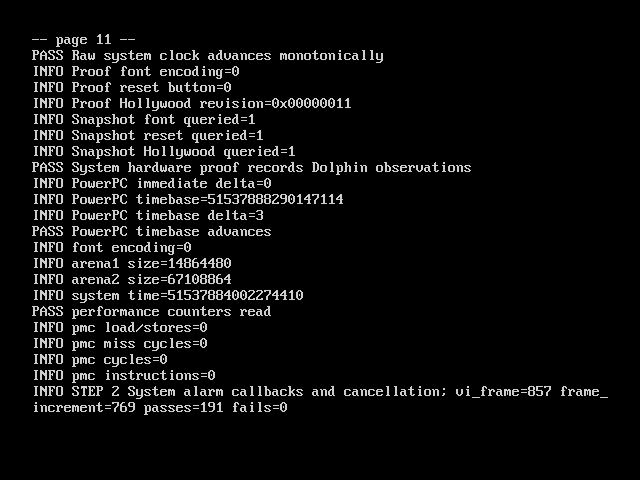 -- page 11 --
PASS Raw system clock advances monotonically
INFO Proof font encoding=0
INFO Proof reset button=0
INFO Proof Hollywood revision=0x00000011
INFO Snapshot font queried=1
INFO Snapshot reset queried=1
INFO Snapshot Hollywood queried=1
PASS System hardware proof records Dolphin observations
INFO PowerPC immediate delta=0
INFO PowerPC timebase=51537888290147114
INFO PowerPC timebase delta=3
PASS PowerPC timebase advances
INFO font encoding=0
INFO arena1 size=14864480
INFO arena2 size=67108864
INFO system time=51537884002274410
PASS performance counters read
INFO pmc load/stores=0
INFO pmc miss cycles=0
INFO pmc cycles=0
INFO pmc instructions=0
INFO STEP 2 System alarm callbacks and cancellation; vi_frame=857 frame_
increment=769 passes=191 fails=0